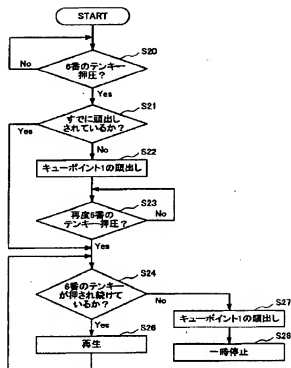 START
S20
6番のテンキー
押圧？
No
Yes
S21
すでに頭出し
されているか？
Yes
No
S22
キューポイント1の頭出し
S23
再度6番の
テンキー押圧？
No
Yes
S24
6番のテンキー
が押され続けて
いるか？
No
Yes
S26
再生
S27
キューポイント1の頭出し
S28
一時停止